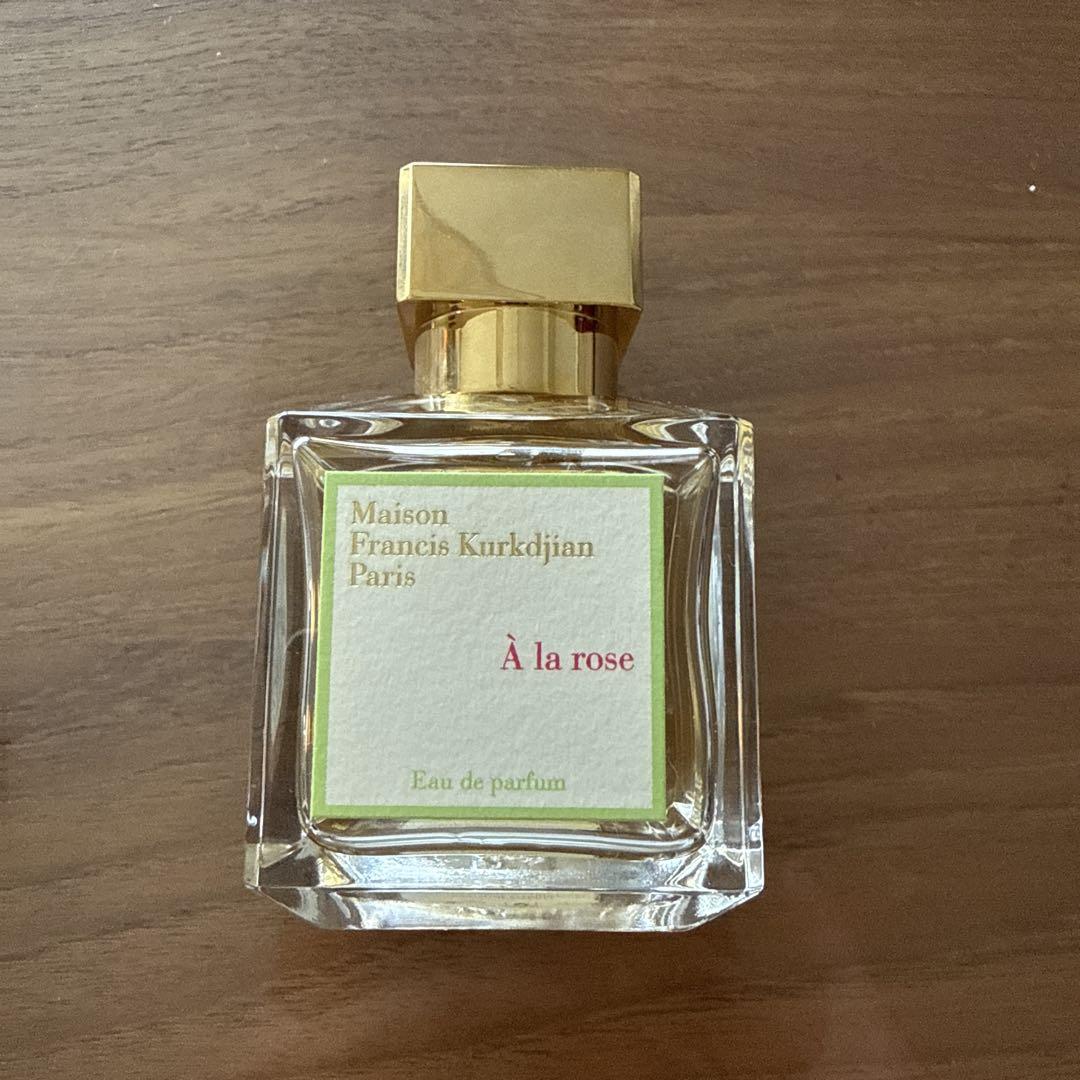 Maison
Francis Kurkdjian
Paris
À la rose
Eau de parfum